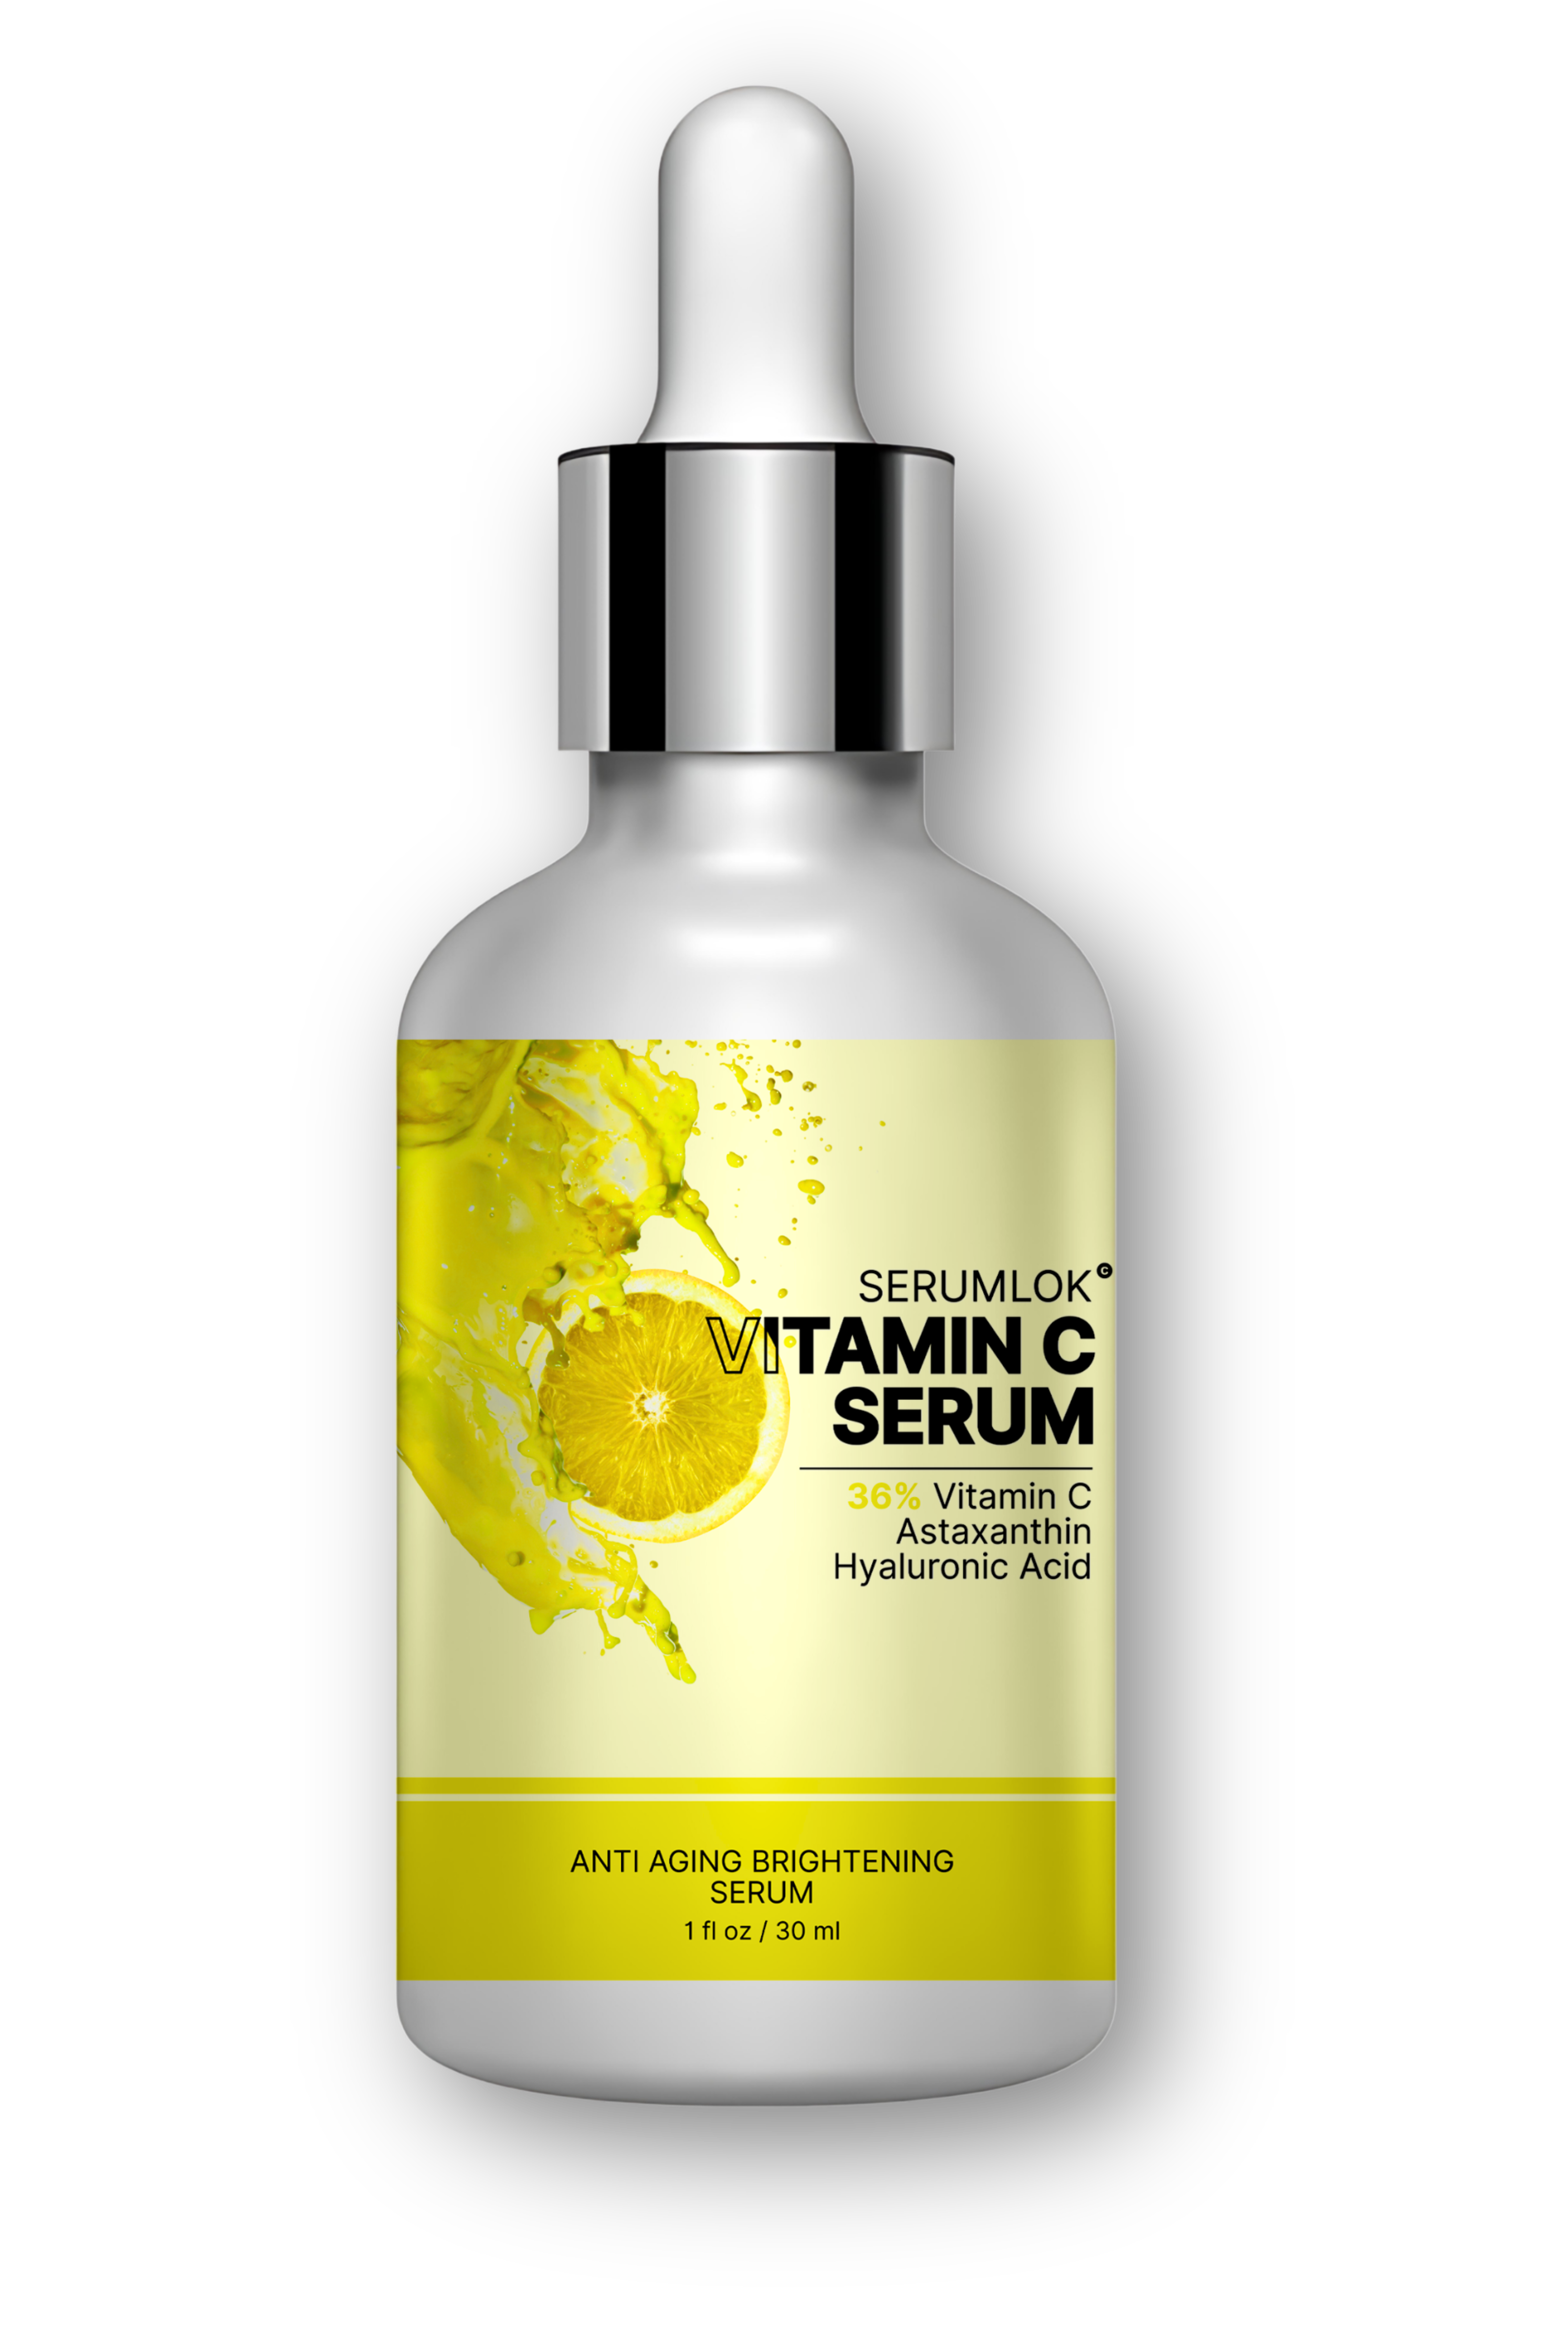 SERUMLOK©
VITAMIN C
SERUM
36% Vitamin C
Astaxanthin
Hyaluronic Acid
ANTI AGING BRIGHTENING
SERUM
1 fl oz / 30 ml